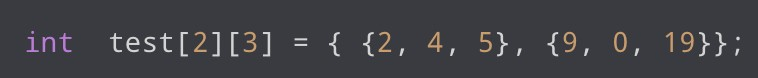 int  test[2][3] = { {2, 4, 5}, {9, 0, 19}};